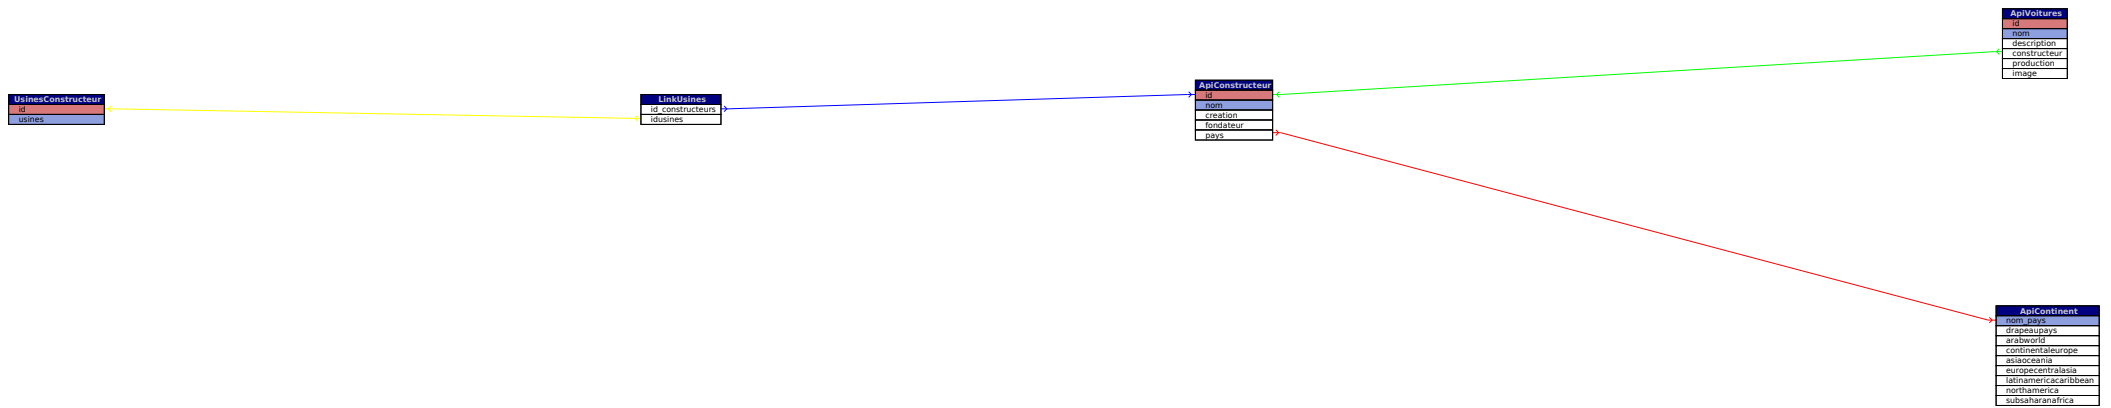 UsinesConstructeur
id
usines
LinkUsines
id_constructeurs
idusines
ApiConstructeur
id
nom
creation
fondateur
pays
ApiVoitures
id
nom
description
constructeur
production
image
ApiContinent
nom_pays
drapeaupays
arabworld
continentaleurope
asiaoceania
europecentralasia
latinamericacaribbean
northamerica
subsaharanafrica